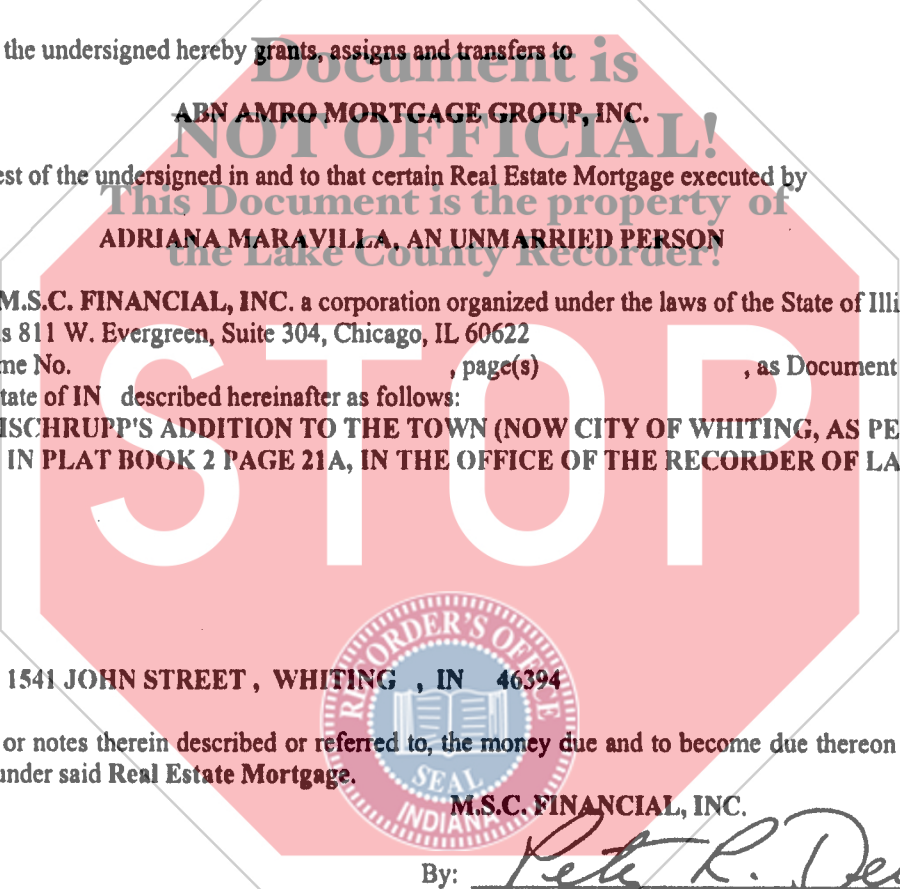 the undersigned hereby grants, assigns and transfers to
Document is
ABN AMRO MORTGAGE GROUP, INC.
NOT OFFICIAL!
est of the undersigned in and to that certain Real Estate Mortgage executed by
This Document is the property of
ADRIANA MARAVILLA, AN UNMARRIED PERSON
the Lake County Recorder!
M.S.C. FINANCIAL, INC. a corporation organized under the laws of the State of Illi
s 811 W. Evergreen, Suite 304, Chicago, IL 60622
me No. , page(s) , as Document
tate of IN described hereinafter as follows:
ISCHRUPP'S ADDITION TO THE TOWN (NOW CITY OF WHITING, AS PE
IN PLAT BOOK 2 PAGE 21A, IN THE OFFICE OF THE RECORDER OF LA
STOP
RECORDER'S OFFICE
1541 JOHN STREET , WHITING , IN 46394
or notes therein described or referred to, the money due and to become due thereon
under said Real Estate Mortgage.
SEAL
INDIANA
M.S.C. FINANCIAL, INC.
By: Pete R. De